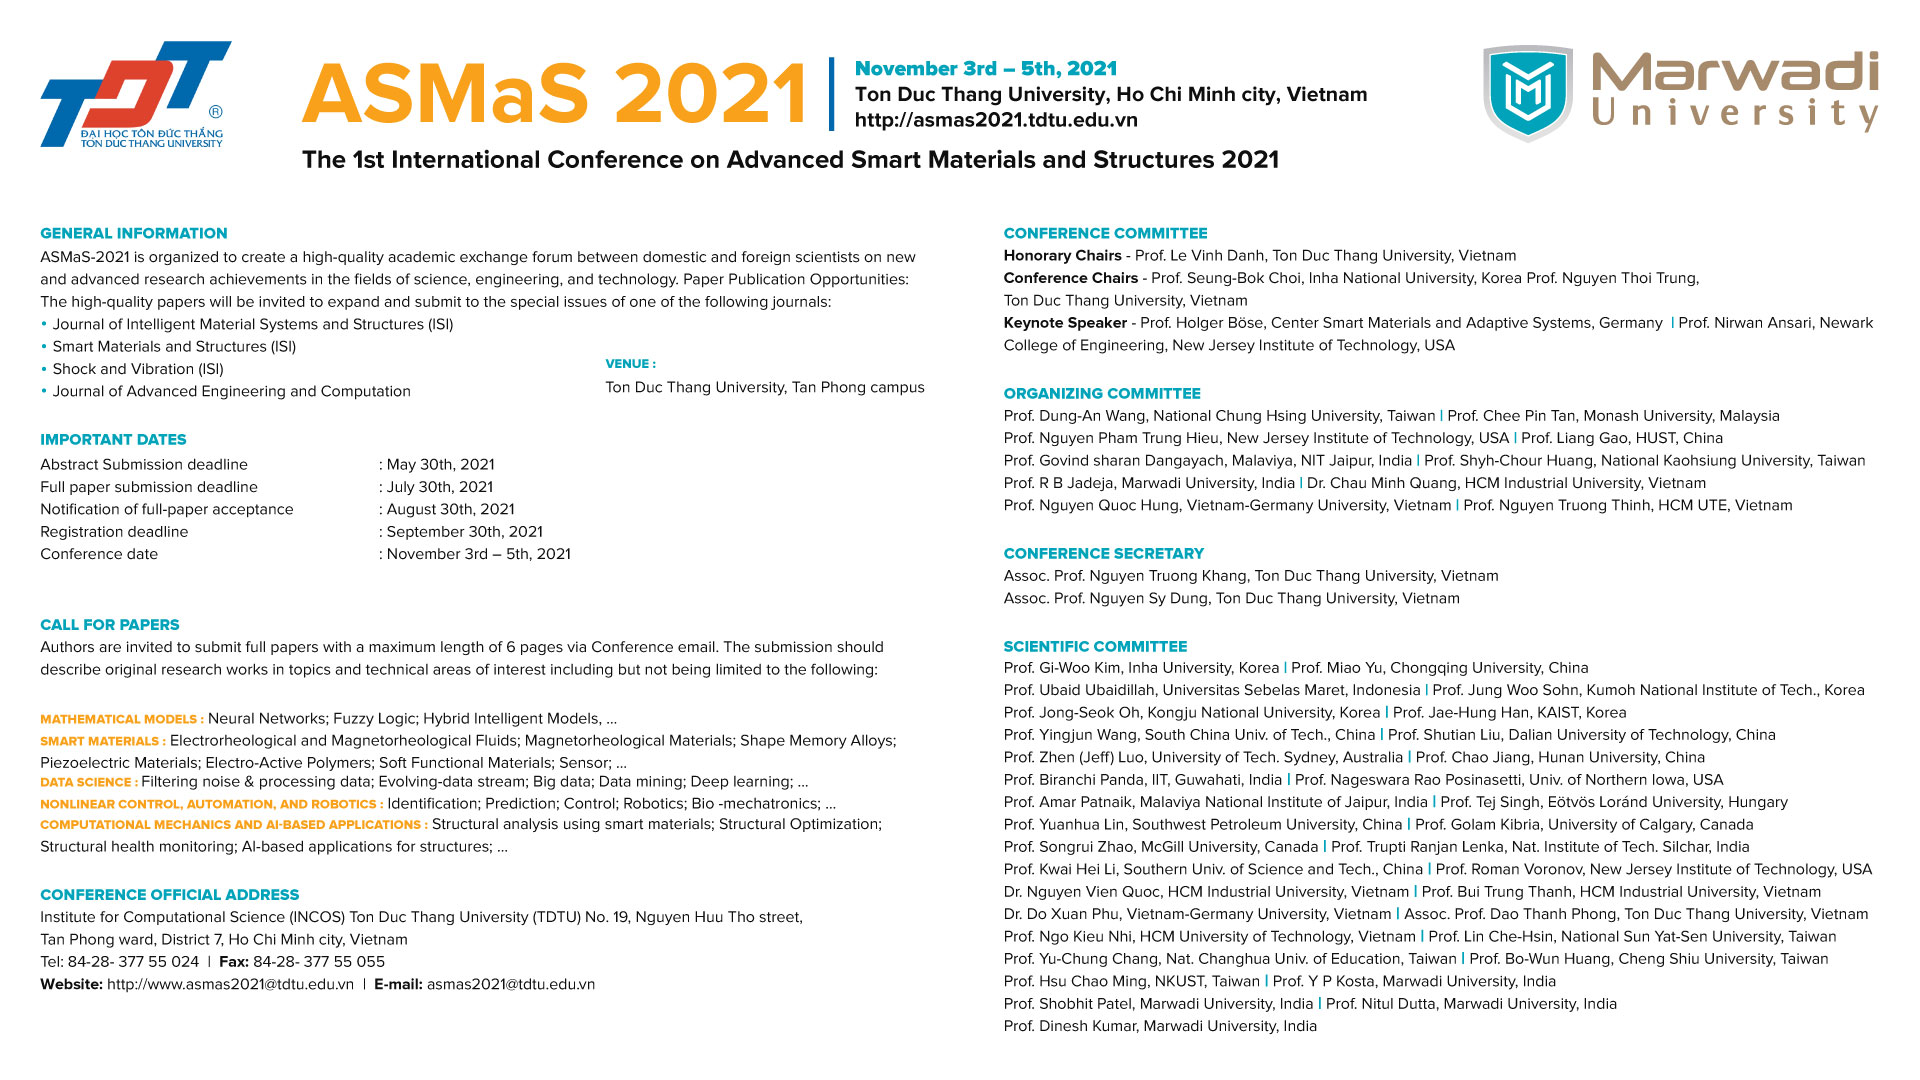 TDT
®
ĐẠI HỌC TÔN ĐỨC THẮNG
TON DUC THANG UNIVERSITY
ASMaS 2021
November 3rd – 5th, 2021
Ton Duc Thang University, Ho Chi Minh city, Vietnam
http://asmas2021.tdtu.edu.vn
The 1st International Conference on Advanced Smart Materials and Structures 2021
Marwadi
University
GENERAL INFORMATION
ASMaS-2021 is organized to create a high-quality academic exchange forum between domestic and foreign scientists on new
and advanced research achievements in the fields of science, engineering, and technology. Paper Publication Opportunities:
The high-quality papers will be invited to expand and submit to the special issues of one of the following journals:
• Journal of Intelligent Material Systems and Structures (ISI)
• Smart Materials and Structures (ISI)
• Shock and Vibration (ISI)
• Journal of Advanced Engineering and Computation
VENUE :
Ton Duc Thang University, Tan Phong campus
IMPORTANT DATES
Abstract Submission deadline : May 30th, 2021
Full paper submission deadline : July 30th, 2021
Notification of full-paper acceptance : August 30th, 2021
Registration deadline : September 30th, 2021
Conference date : November 3rd – 5th, 2021
CALL FOR PAPERS
Authors are invited to submit full papers with a maximum length of 6 pages via Conference email. The submission should
describe original research works in topics and technical areas of interest including but not being limited to the following:
MATHEMATICAL MODELS : Neural Networks; Fuzzy Logic; Hybrid Intelligent Models, ...
SMART MATERIALS : Electrorheological and Magnetorheological Fluids; Magnetorheological Materials; Shape Memory Alloys;
Piezoelectric Materials; Electro-Active Polymers; Soft Functional Materials; Sensor; ...
DATA SCIENCE : Filtering noise & processing data; Evolving-data stream; Big data; Data mining; Deep learning; ...
NONLINEAR CONTROL, AUTOMATION, AND ROBOTICS : Identification; Prediction; Control; Robotics; Bio -mechatronics; ...
COMPUTATIONAL MECHANICS AND AI-BASED APPLICATIONS : Structural analysis using smart materials; Structural Optimization;
Structural health monitoring; AI-based applications for structures; ...
CONFERENCE OFFICIAL ADDRESS
Institute for Computational Science (INCOS) Ton Duc Thang University (TDTU) No. 19, Nguyen Huu Tho street,
Tan Phong ward, District 7, Ho Chi Minh city, Vietnam
Tel: 84-28- 377 55 024 | Fax: 84-28- 377 55 055
Website: http://www.asmas2021@tdtu.edu.vn | E-mail: asmas2021@tdtu.edu.vn
CONFERENCE COMMITTEE
Honorary Chairs - Prof. Le Vinh Danh, Ton Duc Thang University, Vietnam
Conference Chairs - Prof. Seung-Bok Choi, Inha National University, Korea Prof. Nguyen Thoi Trung,
Ton Duc Thang University, Vietnam
Keynote Speaker - Prof. Holger Böse, Center Smart Materials and Adaptive Systems, Germany | Prof. Nirwan Ansari, Newark
College of Engineering, New Jersey Institute of Technology, USA
ORGANIZING COMMITTEE
Prof. Dung-An Wang, National Chung Hsing University, Taiwan | Prof. Chee Pin Tan, Monash University, Malaysia
Prof. Nguyen Pham Trung Hieu, New Jersey Institute of Technology, USA | Prof. Liang Gao, HUST, China
Prof. Govind sharan Dangayach, Malaviya, NIT Jaipur, India | Prof. Shyh-Chour Huang, National Kaohsiung University, Taiwan
Prof. R B Jadeja, Marwadi University, India | Dr. Chau Minh Quang, HCM Industrial University, Vietnam
Prof. Nguyen Quoc Hung, Vietnam-Germany University, Vietnam | Prof. Nguyen Truong Thinh, HCM UTE, Vietnam
CONFERENCE SECRETARY
Assoc. Prof. Nguyen Truong Khang, Ton Duc Thang University, Vietnam
Assoc. Prof. Nguyen Sy Dung, Ton Duc Thang University, Vietnam
SCIENTIFIC COMMITTEE
Prof. Gi-Woo Kim, Inha University, Korea | Prof. Miao Yu, Chongqing University, China
Prof. Ubaid Ubaidillah, Universitas Sebelas Maret, Indonesia | Prof. Jung Woo Sohn, Kumoh National Institute of Tech., Korea
Prof. Jong-Seok Oh, Kongju National University, Korea | Prof. Jae-Hung Han, KAIST, Korea
Prof. Yingjun Wang, South China Univ. of Tech., China | Prof. Shutian Liu, Dalian University of Technology, China
Prof. Zhen (Jeff) Luo, University of Tech. Sydney, Australia | Prof. Chao Jiang, Hunan University, China
Prof. Biranchi Panda, IIT, Guwahati, India | Prof. Nageswara Rao Posinasetti, Univ. of Northern Iowa, USA
Prof. Amar Patnaik, Malaviya National Institute of Jaipur, India | Prof. Tej Singh, Eötvös Loránd University, Hungary
Prof. Yuanhua Lin, Southwest Petroleum University, China | Prof. Golam Kibria, University of Calgary, Canada
Prof. Songrui Zhao, McGill University, Canada | Prof. Trupti Ranjan Lenka, Nat. Institute of Tech. Silchar, India
Prof. Kwai Hei Li, Southern Univ. of Science and Tech., China | Prof. Roman Voronov, New Jersey Institute of Technology, USA
Dr. Nguyen Vien Quoc, HCM Industrial University, Vietnam | Prof. Bui Trung Thanh, HCM Industrial University, Vietnam
Dr. Do Xuan Phu, Vietnam-Germany University, Vietnam | Assoc. Prof. Dao Thanh Phong, Ton Duc Thang University, Vietnam
Prof. Ngo Kieu Nhi, HCM University of Technology, Vietnam | Prof. Lin Che-Hsin, National Sun Yat-Sen University, Taiwan
Prof. Yu-Chung Chang, Nat. Changhua Univ. of Education, Taiwan | Prof. Bo-Wun Huang, Cheng Shiu University, Taiwan
Prof. Hsu Chao Ming, NKUST, Taiwan | Prof. Y P Kosta, Marwadi University, India
Prof. Shobhit Patel, Marwadi University, India | Prof. Nitul Dutta, Marwadi University, India
Prof. Dinesh Kumar, Marwadi University, India